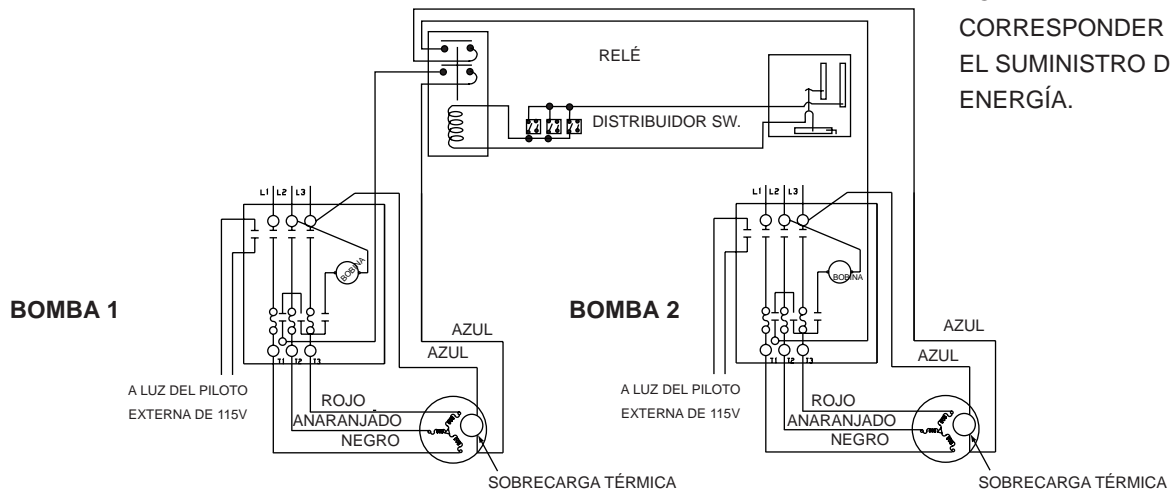 CORRESPONDER
EL SUMINISTRO D
ENERGÍA.
RELÉ
DISTRIBUIDOR SW.
L1 L2 L3
BOBINA
BOMBA 1
T1 T2 T3
AZUL
AZUL
A LUZ DEL PILOTO
EXTERNA DE 115V
ROJO
ANARANJADO
NEGRO
SOBRECARGA TÉRMICA
L1 L2 L3
BOBINA
BOMBA 2
T1 T2 T3
AZUL
AZUL
A LUZ DEL PILOTO
EXTERNA DE 115V
ROJO
ANARANJADO
NEGRO
SOBRECARGA TÉRMICA